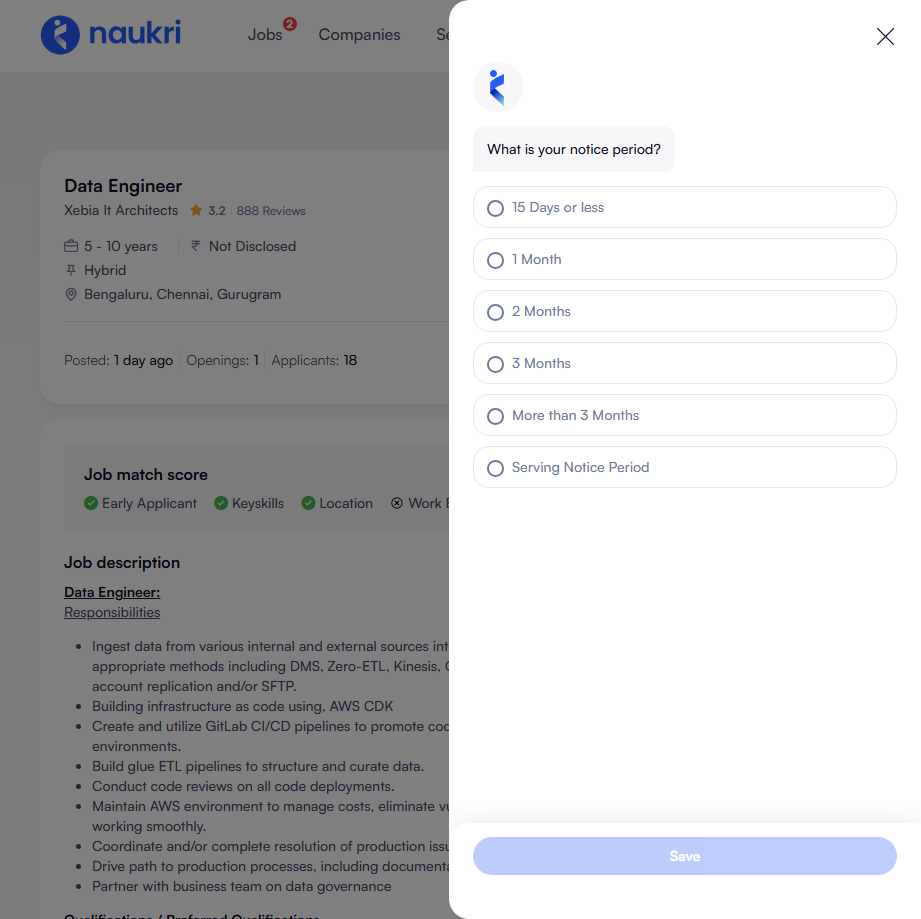 naukri
Jobs 2 Companies
Data Engineer
Xebia It Architects 3.2 888 Reviews
5 - 10 years ₹ Not Disclosed
Hybrid
Bengaluru, Chennai, Gurugram
Posted: 1 day ago Openings: 1 Applicants: 18
Job match score
Early Applicant Keyskills Location Work
Job description
Data Engineer:
Responsibilities
Ingest data from various internal and external sources
appropriate methods including DMS, Zero-ETL, Kinesis,
account replication and/or SFTP.
Building infrastructure as code using, AWS CDK
Create and utilize GitLab CI/CD pipelines to promote
environments.
Build glue ETL pipelines to structure and curate data.
Conduct code reviews on all code deployments.
Maintain AWS environment to manage costs, eliminate
working smoothly.
Coordinate and/or complete resolution of production
Drive path to production processes, including
Partner with business team on data governance
Qualifications / Preferred Qualifications
What is your notice period?
15 Days or less
1 Month
2 Months
3 Months
More than 3 Months
Serving Notice Period
Save